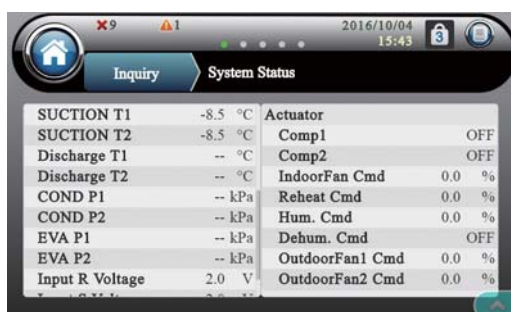 9 1 2016/10/04
15:43 3
Inquiry System Status
SUCTION T1 -8.5 °C
SUCTION T2 -8.5 °C
Discharge T1 -- °C
Discharge T2 -- °C
COND P1 -- kPa
COND P2 -- kPa
EVA P1 -- kPa
EVA P2 -- kPa
Input R Voltage 2.0 V
Actuator
Comp1 OFF
Comp2 OFF
IndoorFan Cmd 0.0 %
Reheat Cmd 0.0 %
Hum. Cmd 0.0 %
Dehum. Cmd OFF
OutdoorFan1 Cmd 0.0 %
OutdoorFan2 Cmd 0.0 %